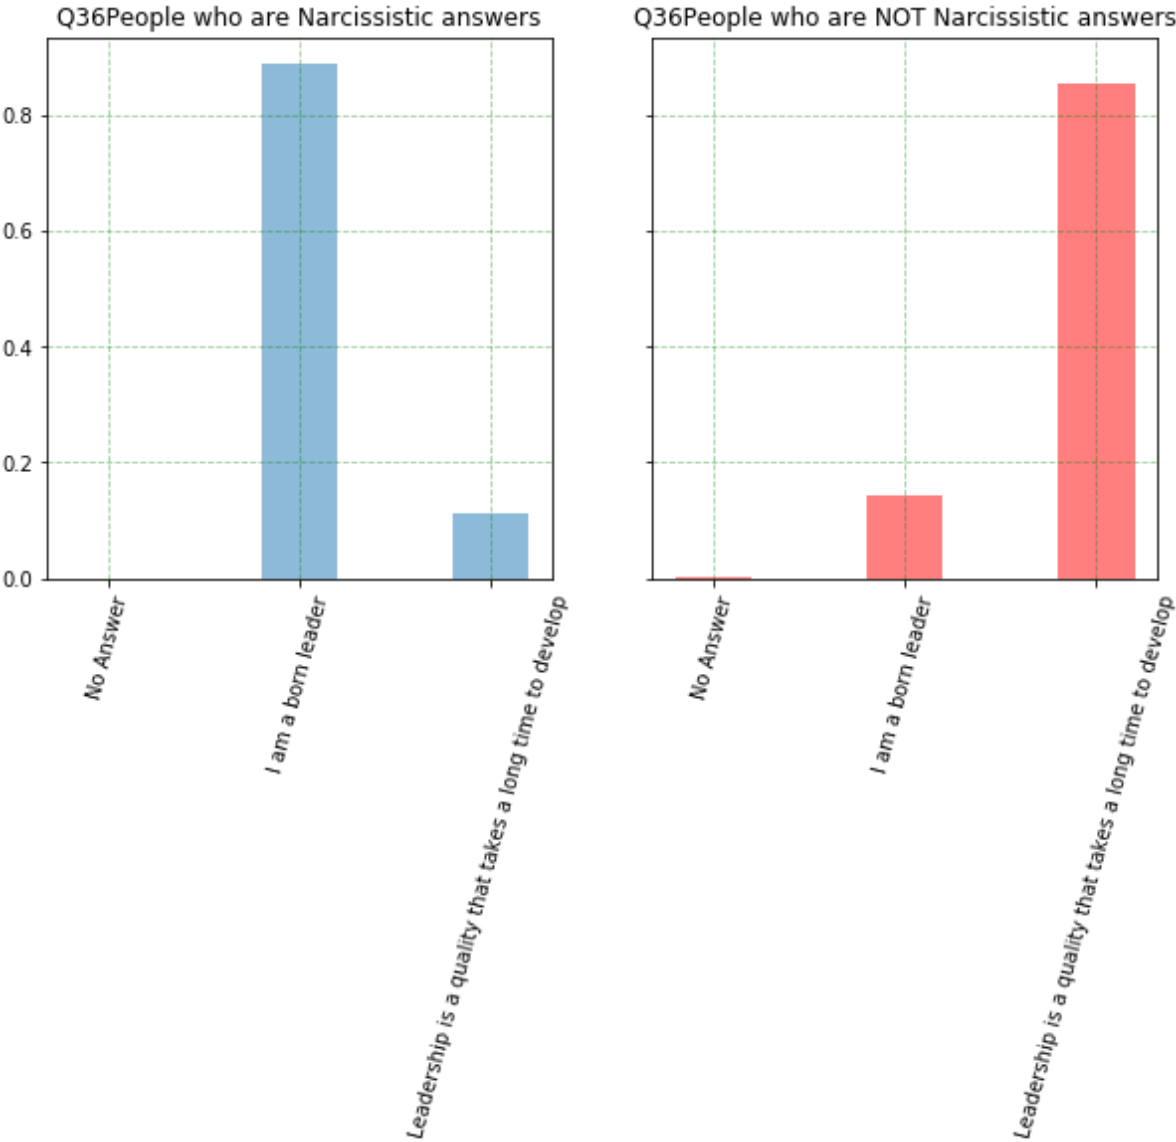 Q36People who are Narcissistic answers
Q36People who are NOT Narcissistic answers
0.8
0.6
0.4
0.2
0.0
No Answer
I am a born leader
Leadership is a quality that takes a long time to develop
No Answer
I am a born leader
Leadership is a quality that takes a long time to develop